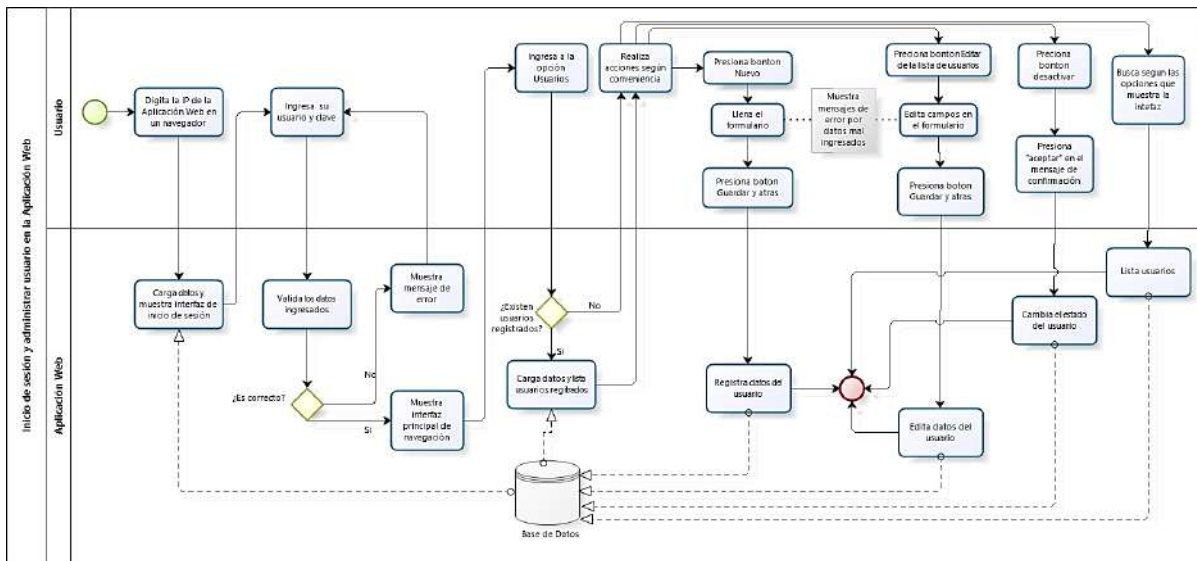 Inicio de sesión y administrar usuario en la Aplicación Web
Usuario
Digita la IP de la
Aplicación Web en
un navegador
Ingresa su
usuario y clave
Ingresa a la
opción
Usuarios
Realiza
acciones según
conveniencia
Presiona bonton
Nuevo
Llena el
formulario
Presiona boton
Guardar y atras
Muestra
mensajes de
error por
datos mal
ingresados
Preciona bonton Editar
de la lista de usuarios
Edita campos en
el formulario
Presiona boton
Guardar y atras
Preciona
bonton
desactivar
Presiona
"aceptar" en el
mensaje de
confirmación
Busca segun las
opciones que
muestra la
intefaz
Aplicación Web
Carga datos y
muestra interfaz de
inicio de sesión
Valida los datos
ingresados
¿Es correcto?
No
Si
Muestra
mensaje de
error
Muestra
interfaz
principal de
navegación
¿Existen
usuarios
registrados?
No
Si
Carga datos y lista
usuarios
Registra datos del
usuario
Edita datos del
usuario
Cambia el estado
del usuario
Lista usuarios
Base de Datos